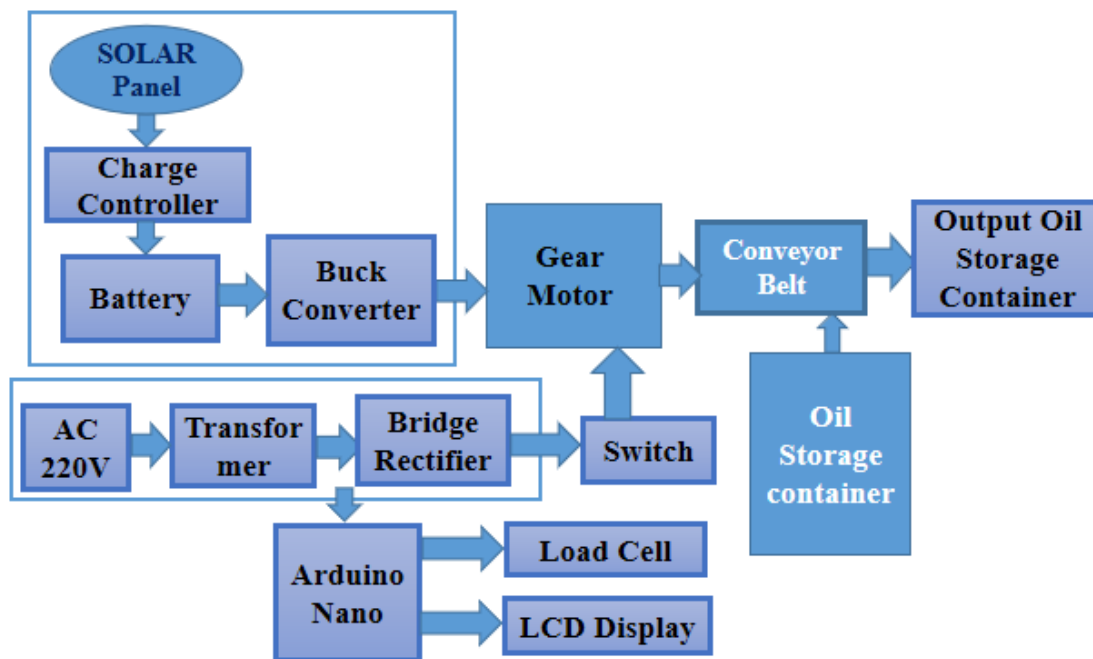 SOLAR
Panel
Charge
Controller
Battery
Buck
Converter
Gear
Motor
Conveyor
Belt
Output Oil
Storage
Container
AC
220V
Transfor
mer
Bridge
Rectifier
Switch
Oil
Storage
container
Arduino
Nano
Load Cell
LCD Display